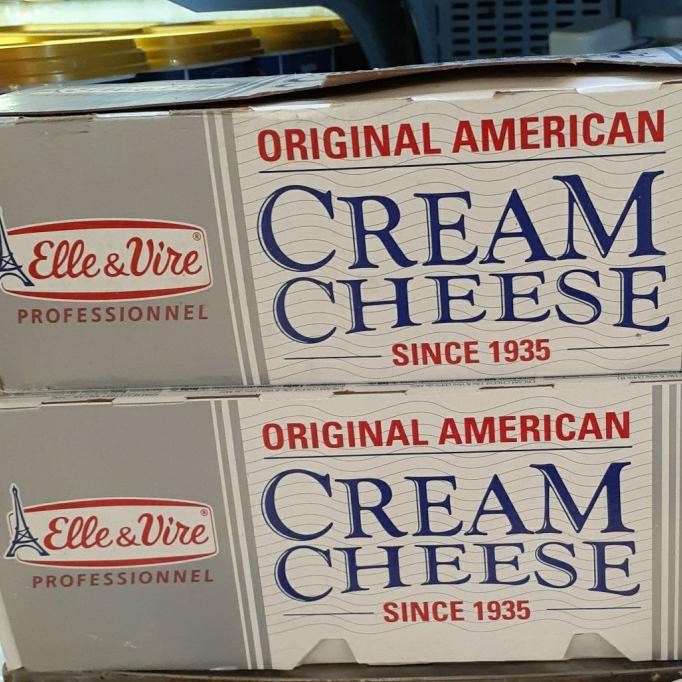 ORIGINAL AMERICAN
CREAM
CHEESE
SINCE 1935
Elle & Vire®
PROFESSIONNEL
ORIGINAL AMERICAN
CREAM
CHEESE
SINCE 1935
Elle & Vire®
PROFESSIONNEL